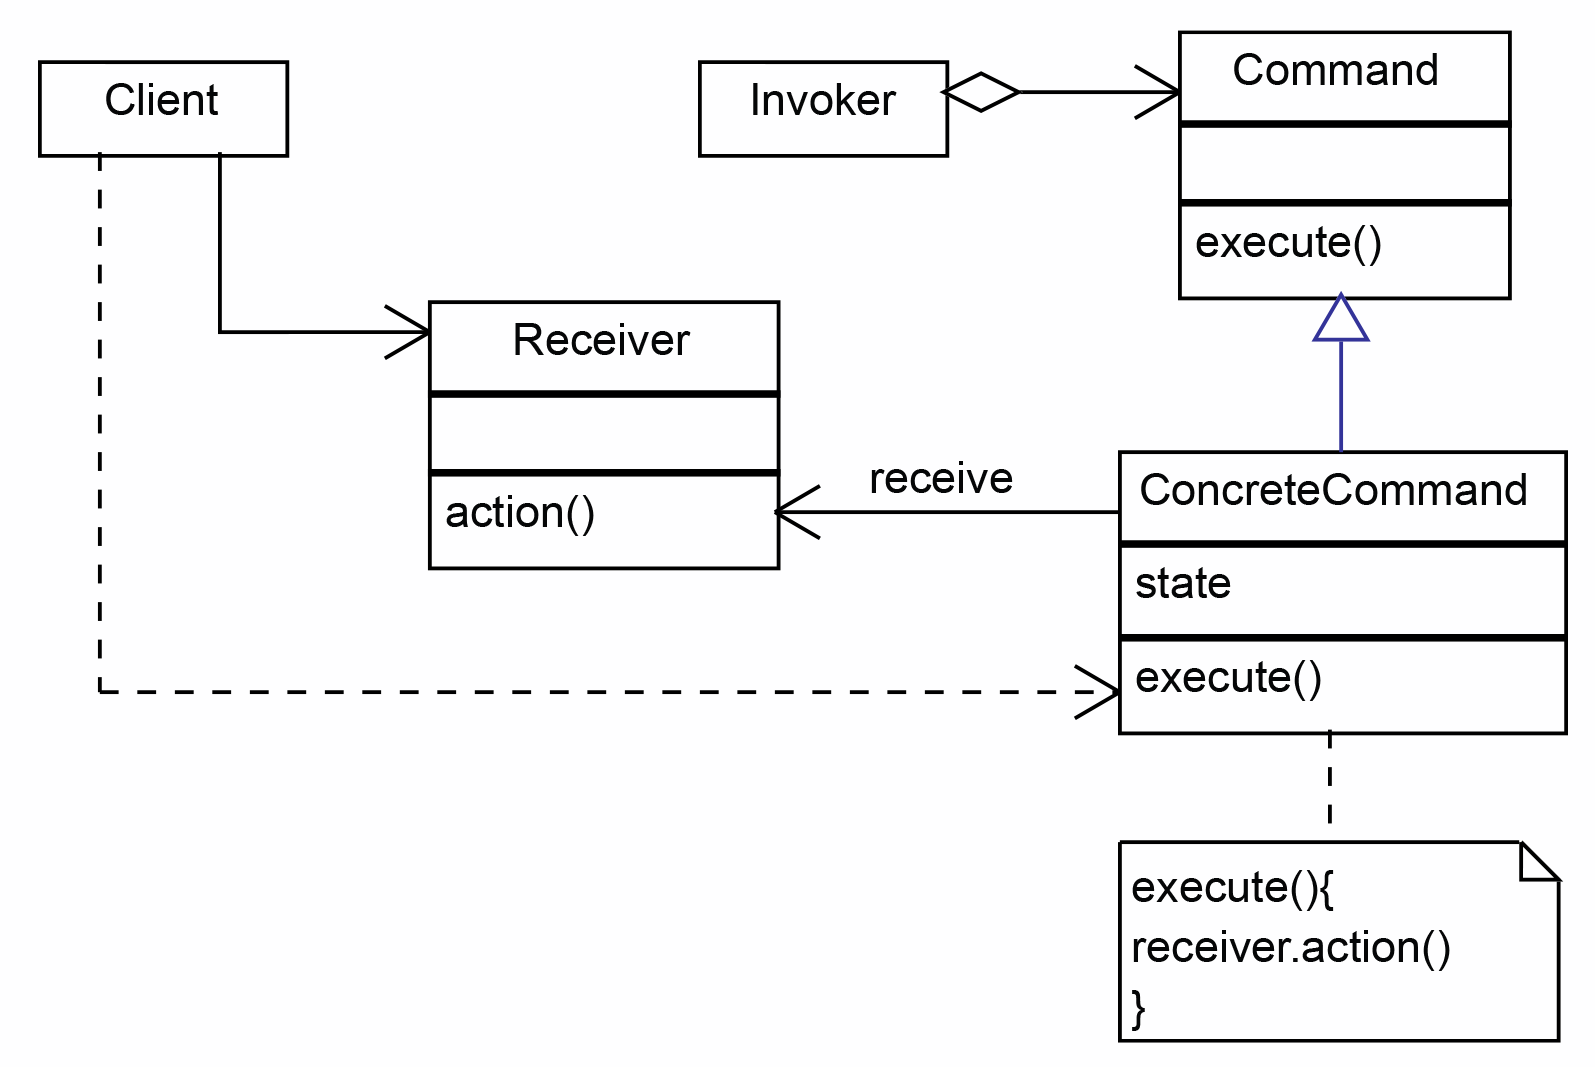 Client
Invoker
Command
execute()
Receiver
action()
receive
ConcreteCommand
state
execute()
execute(){
receiver.action()
}